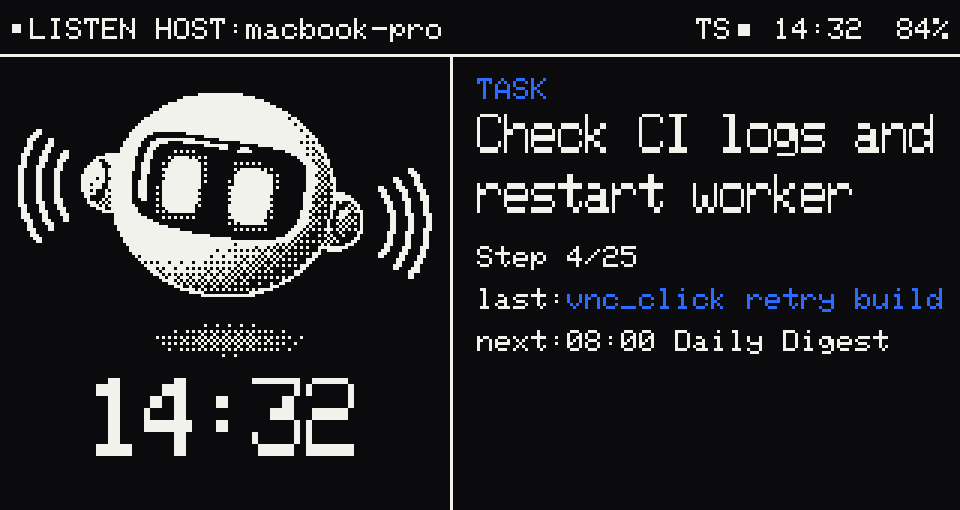 ▪LISTEN HOST:macbook-pro TS▪ 14:32 84%
14:32
TASK
Check CI logs and
restart worker
Step 4/25
last:vnc_click retry build
next:08:00 Daily Digest